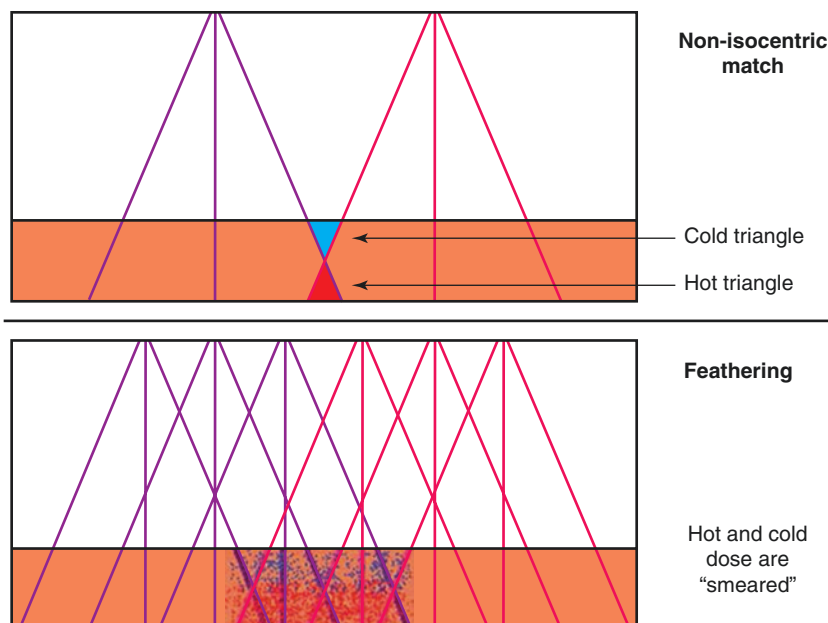 Non-isocentric
match
Cold triangle
Hot triangle
Feathering
Hot and cold
dose are
“smeared”